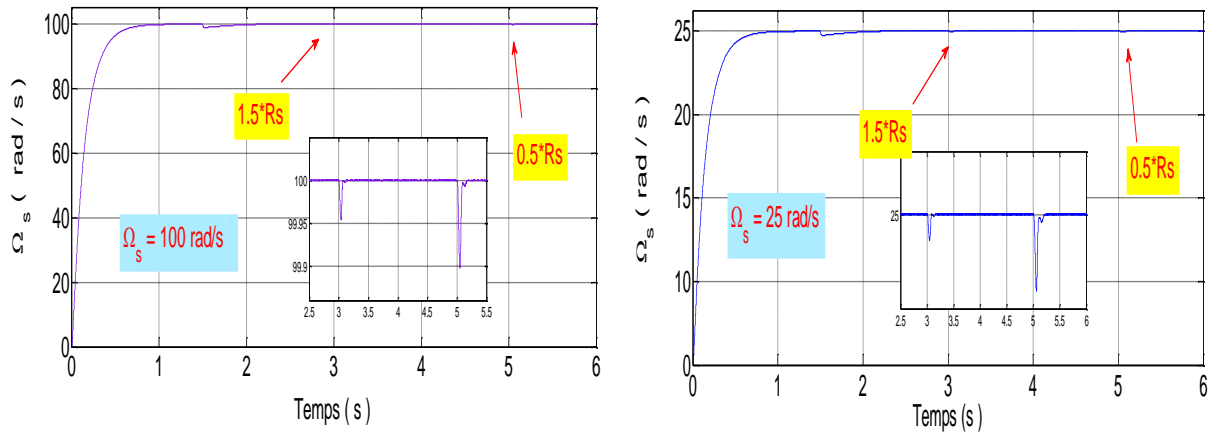 Ω s ( rad / s )
100
80
60
40
20
0
0 1 2 3 4 5 6
Temps ( s )
1.5*Rs
0.5*Rs
Ωs = 100 rad/s
100
99.95
99.9
2.5 3 3.5 4 4.5 5 5.5
Ωs ( rad / s )
25
25
15
10
0
0 1 2 3 4 5 6
Temps (s )
1.5*Rs
0.5*Rs
Ωs = 25 rad/s
25
2.5 3 3.5 4 4.5 5 5.5 6